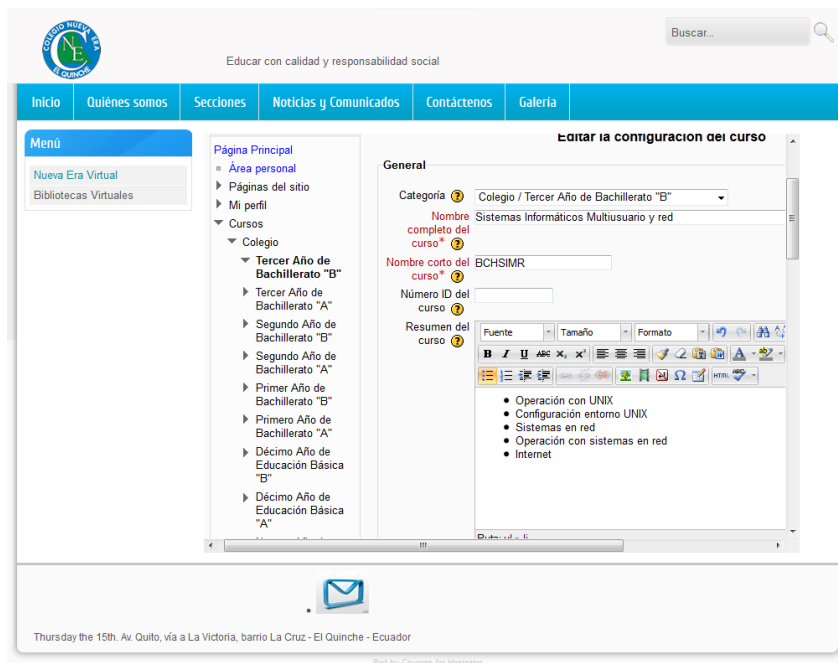 COLEGIO NUEVA ERA
NE
EL QUINCHE
Educar con calidad y responsabilidad social
Buscar...
Inicio
Quiénes somos
Secciones
Noticias y Comunicados
Contáctenos
Galería
Menú
Nueva Era Virtual
Bibliotecas Virtuales
Página Principal
Área personal
Páginas del sitio
Mi perfil
Cursos
Colegio
Tercer Año de
Bachillerato "B"
Tercer Año de
Bachillerato "A"
Segundo Año de
Bachillerato "B"
Segundo Año de
Bachillerato "A"
Primer Año de
Bachillerato "B"
Primero Año de
Bachillerato "A"
Décimo Año de
Educación Básica
"B"
Décimo Año de
Educación Básica
"A"
Editar la configuración del curso
General
Categoría
Colegio / Tercer Año de Bachillerato "B"
Nombre
completo del
curso*
Sistemas Informáticos Multiusuario y red
Nombre corto del
curso*
BCHSIMR
Número ID del
curso
Resumen del
curso
Fuente
Tamaño
Formato
B I U ABC X₂ X²
HTML
Operación con UNIX
Configuración entorno UNIX
Sistemas en red
Operación con sistemas en red
Internet
Ruta: ul » li
Thursday the 15th. Av. Quito, vía a La Victoria, barrio La Cruz - El Quinche - Ecuador